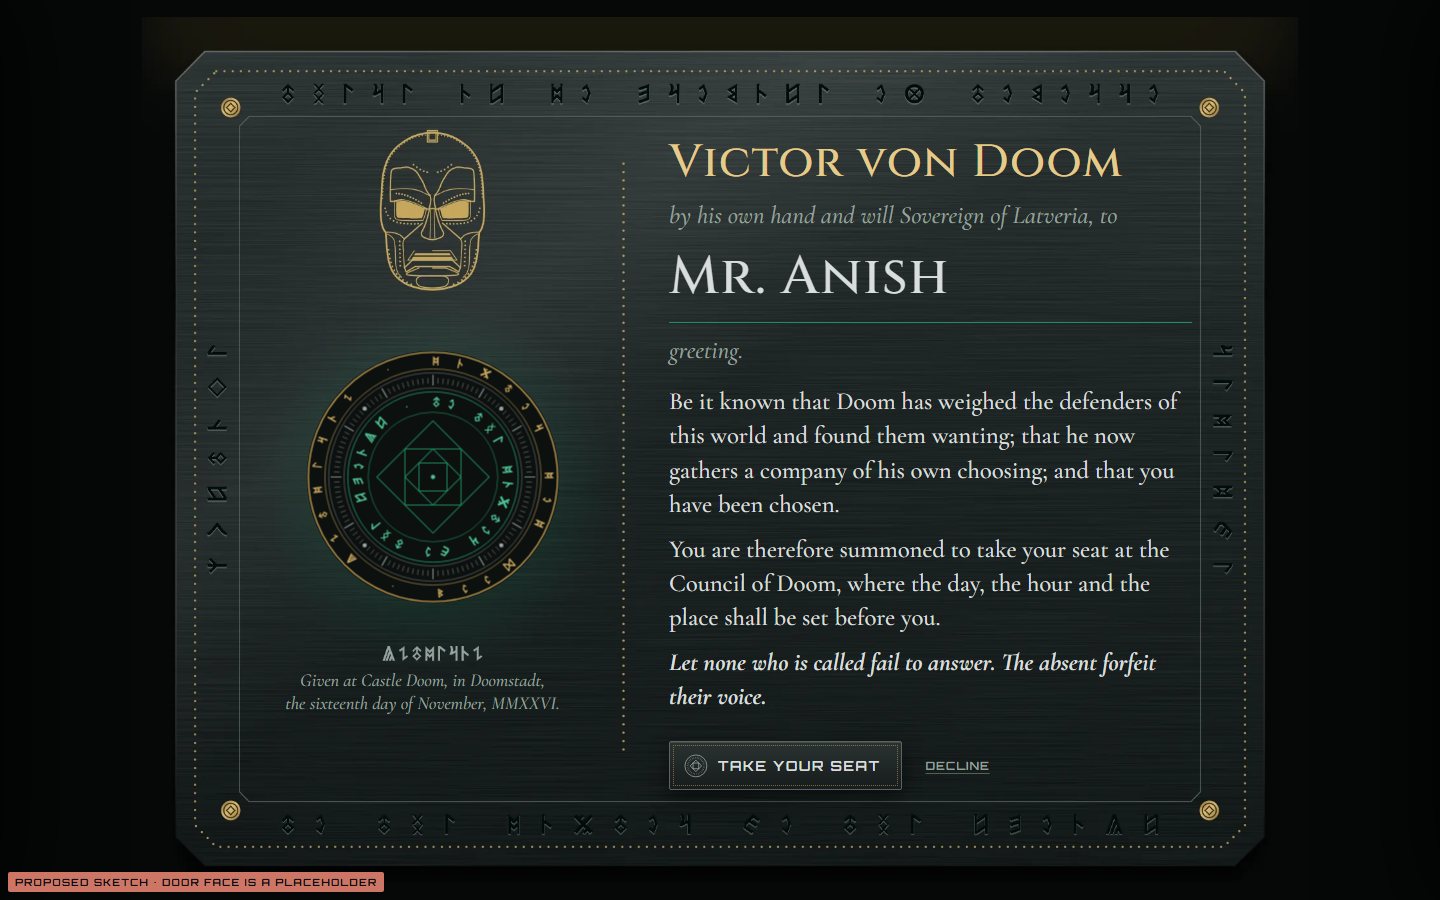 Victor von Doom
by his own hand and will Sovereign of Latveria, to
Mr. Anish
greeting.
Be it known that Doom has weighed the defenders of
this world and found them wanting; that he now
gathers a company of his own choosing; and that you
have been chosen.
You are therefore summoned to take your seat at the
Council of Doom, where the day, the hour and the
place shall be set before you.
Let none who is called fail to answer. The absent forfeit
their voice.
TAKE YOUR SEAT
DECLINE
Given at Castle Doom, in Doomstadt,
the sixteenth day of November, MMXXVI.
PROPOSED SKETCH · DOOR FACE IS A PLACEHOLDER